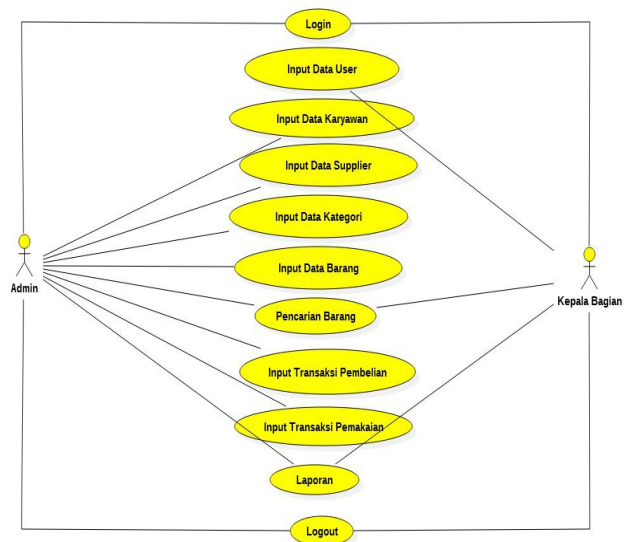 Login
Input Data User
Input Data Karyawan
Input Data Supplier
Input Data Kategori
Input Data Barang
Admin
Kepala Bagian
Pencarian Barang
Input Transaksi Pembelian
Input Transaksi Pemakaian
Laporan
Logout